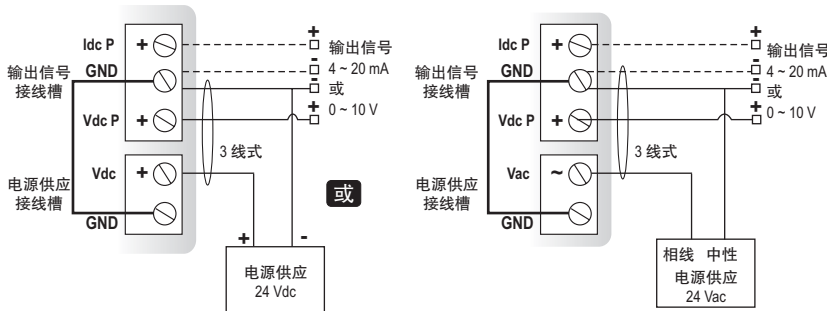 Idc P
+
+
输出信号
GND
-
4 ~ 20 mA
输出信号
接线槽
-
或
+
0 ~ 10 V
Vdc P
+
3 线式
Vdc
+
电源供应
接线槽
GND
+
-
电源供应
24 Vdc
或
Idc P
+
+
输出信号
GND
-
4 ~ 20 mA
输出信号
接线槽
-
或
+
0 ~ 10 V
Vdc P
+
3 线式
Vac
~
电源供应
接线槽
GND
相线 中性
电源供应
24 Vac